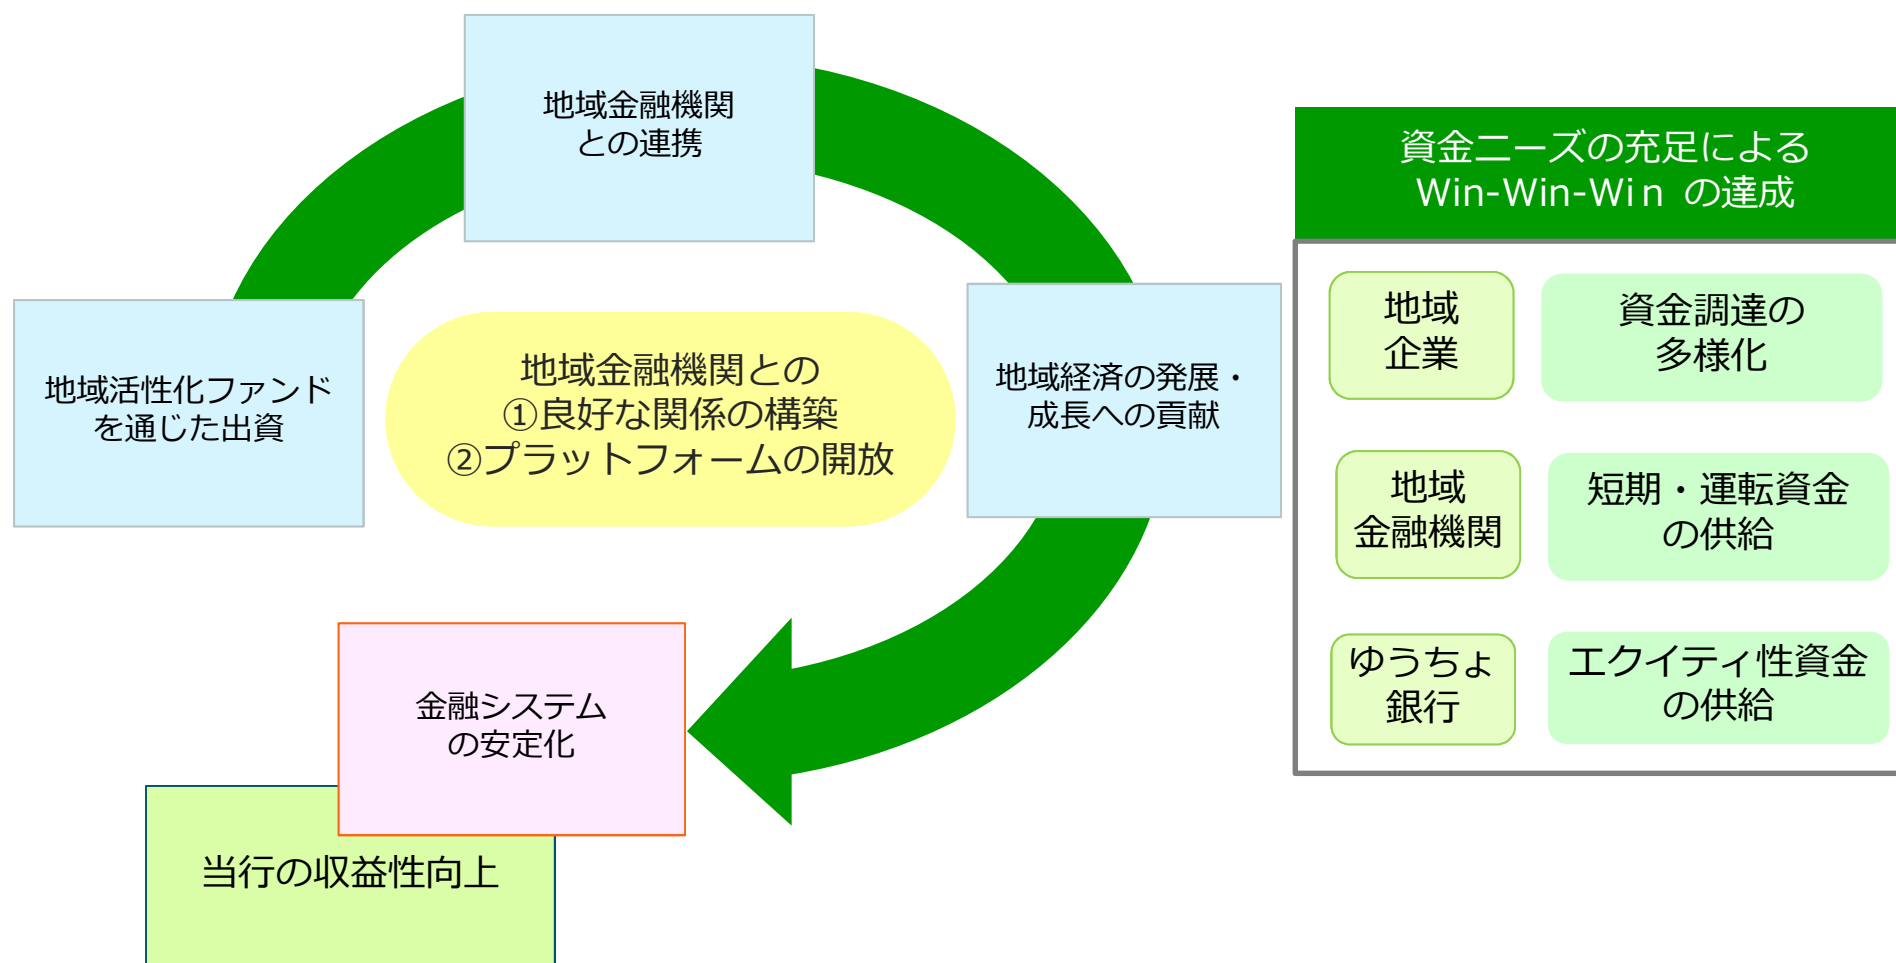 地域金融機関
との連携
地域活性化ファンド
を通じた出資
地域金融機関との
①良好な関係の構築
②プラットフォームの開放
地域経済の発展・
成長への貢献
金融システム
の安定化
当行の収益性向上
資金ニーズの充足による
Win-Win-Win の達成
地域
企業
資金調達の
多様化
地域
金融機関
短期・運転資金
の供給
ゆうちょ
銀行
エクイティ性資金
の供給